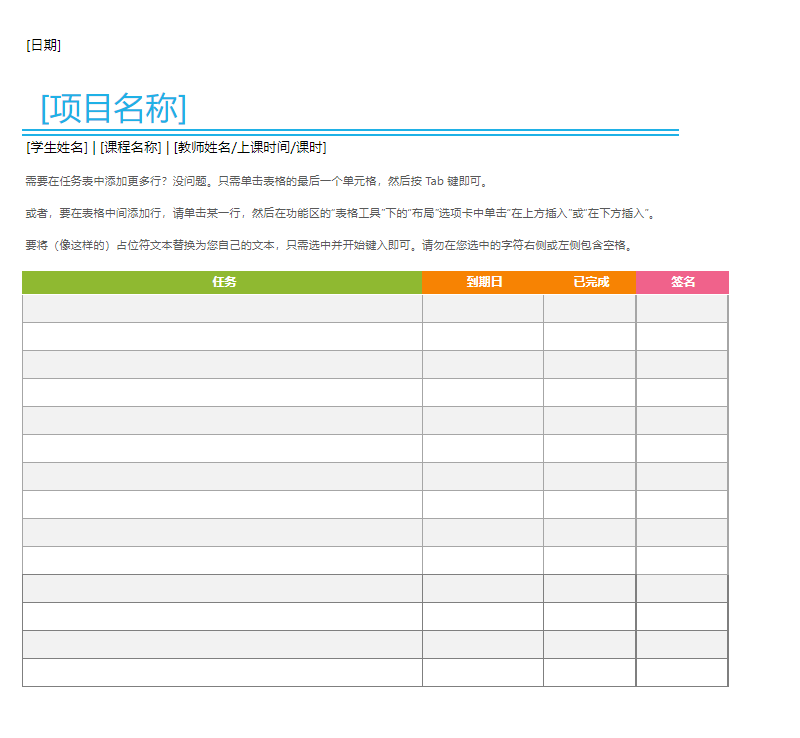 [日期]
[项目名称]
[学生姓名] | [课程名称] | [教师姓名/上课时间/课时]
需要在任务表中添加更多行？没问题。只需单击表格的最后一个单元格，然后按 Tab 键即可。
或者，要在表格中间添加行，请单击某一行，然后在功能区的“表格工具”下的“布局”选项卡中单击“在上方插入”或“在下方插入”。
要将（像这样的）占位符文本替换为您自己的文本，只需选中并开始键入即可。请勿在您选中的字符右侧或左侧包含空格。
任务 到期日 已完成 签名